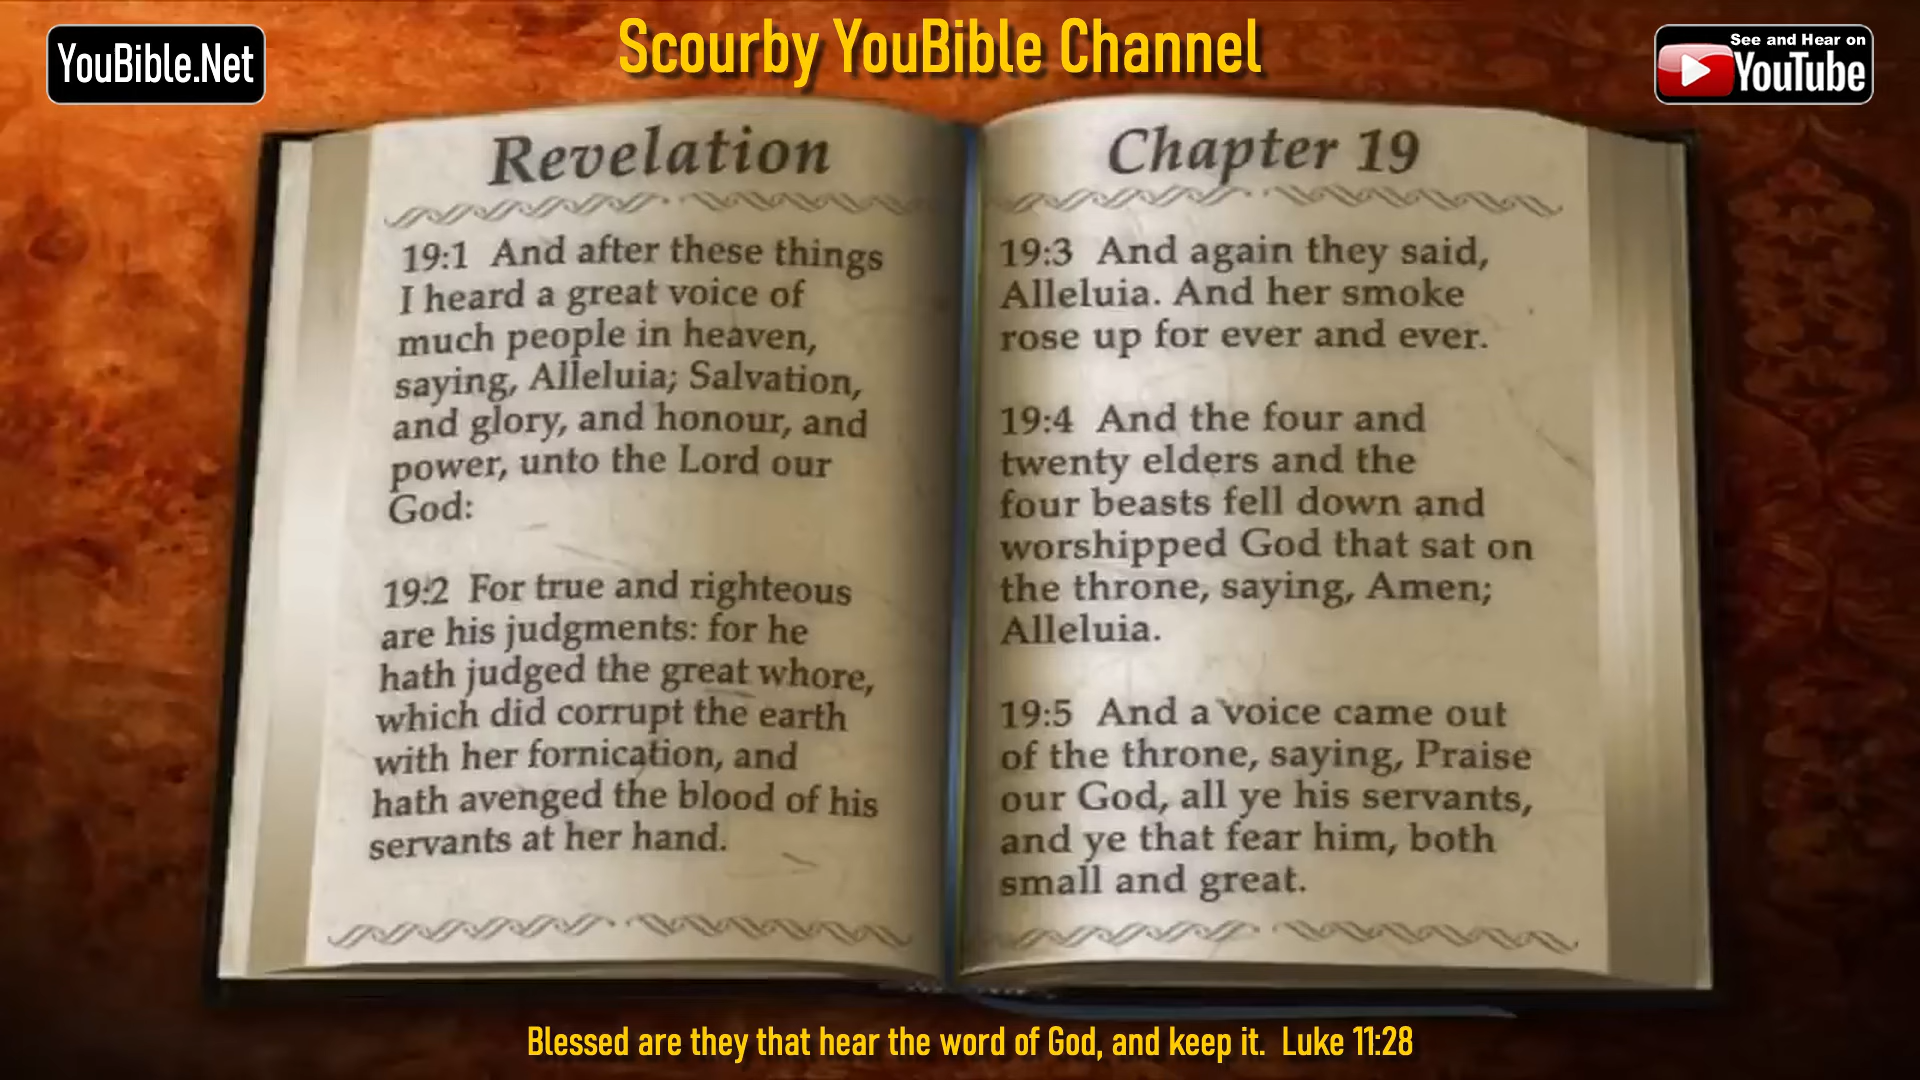 Scourby YouBible Channel
YouBible.Net
See and Hear on
YouTube
Revelation
19:1 And after these things
I heard a great voice of
much people in heaven,
saying, Alleluia; Salvation,
and glory, and honour, and
power, unto the Lord our
God:
19:2 For true and righteous
are his judgments: for he
hath judged the great whore,
which did corrupt the earth
with her fornication, and
hath avenged the blood of his
servants at her hand.
Chapter 19
19:3 And again they said,
Alleluia. And her smoke
rose up for ever and ever.
19:4 And the four and
twenty elders and the
four beasts fell down and
worshipped God that sat on
the throne, saying, Amen;
Alleluia.
19:5 And a voice came out
of the throne, saying, Praise
our God, all ye his servants,
and ye that fear him, both
small and great.
Blessed are they that hear the word of God, and keep it. Luke 11:28